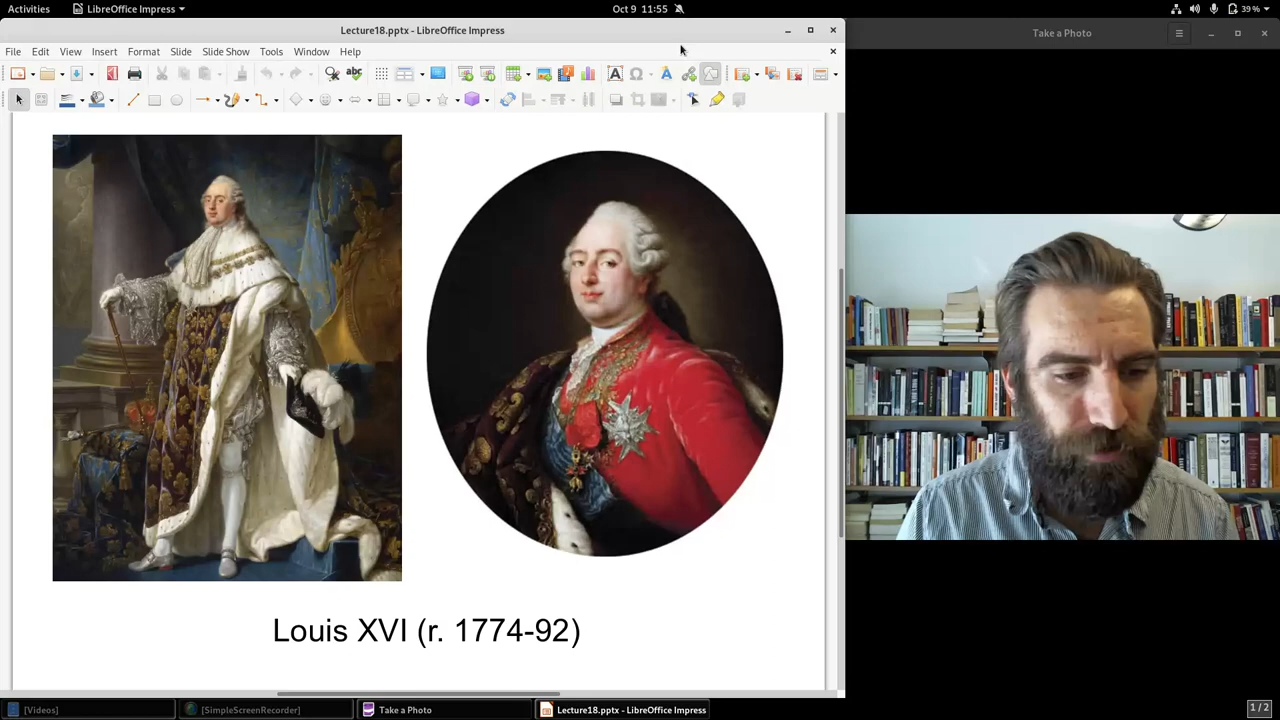 Activities
LibreOffice Impress
Oct 9 11:55
39%
Lecture18.pptx - LibreOffice Impress
Take a Photo
File Edit View Insert Format Slide Slide Show Tools Window Help
Louis XVI (r. 1774-92)
[Videos]
[SimpleScreenRecorder]
Take a Photo
Lecture18.pptx - LibreOffice Impress
1/2